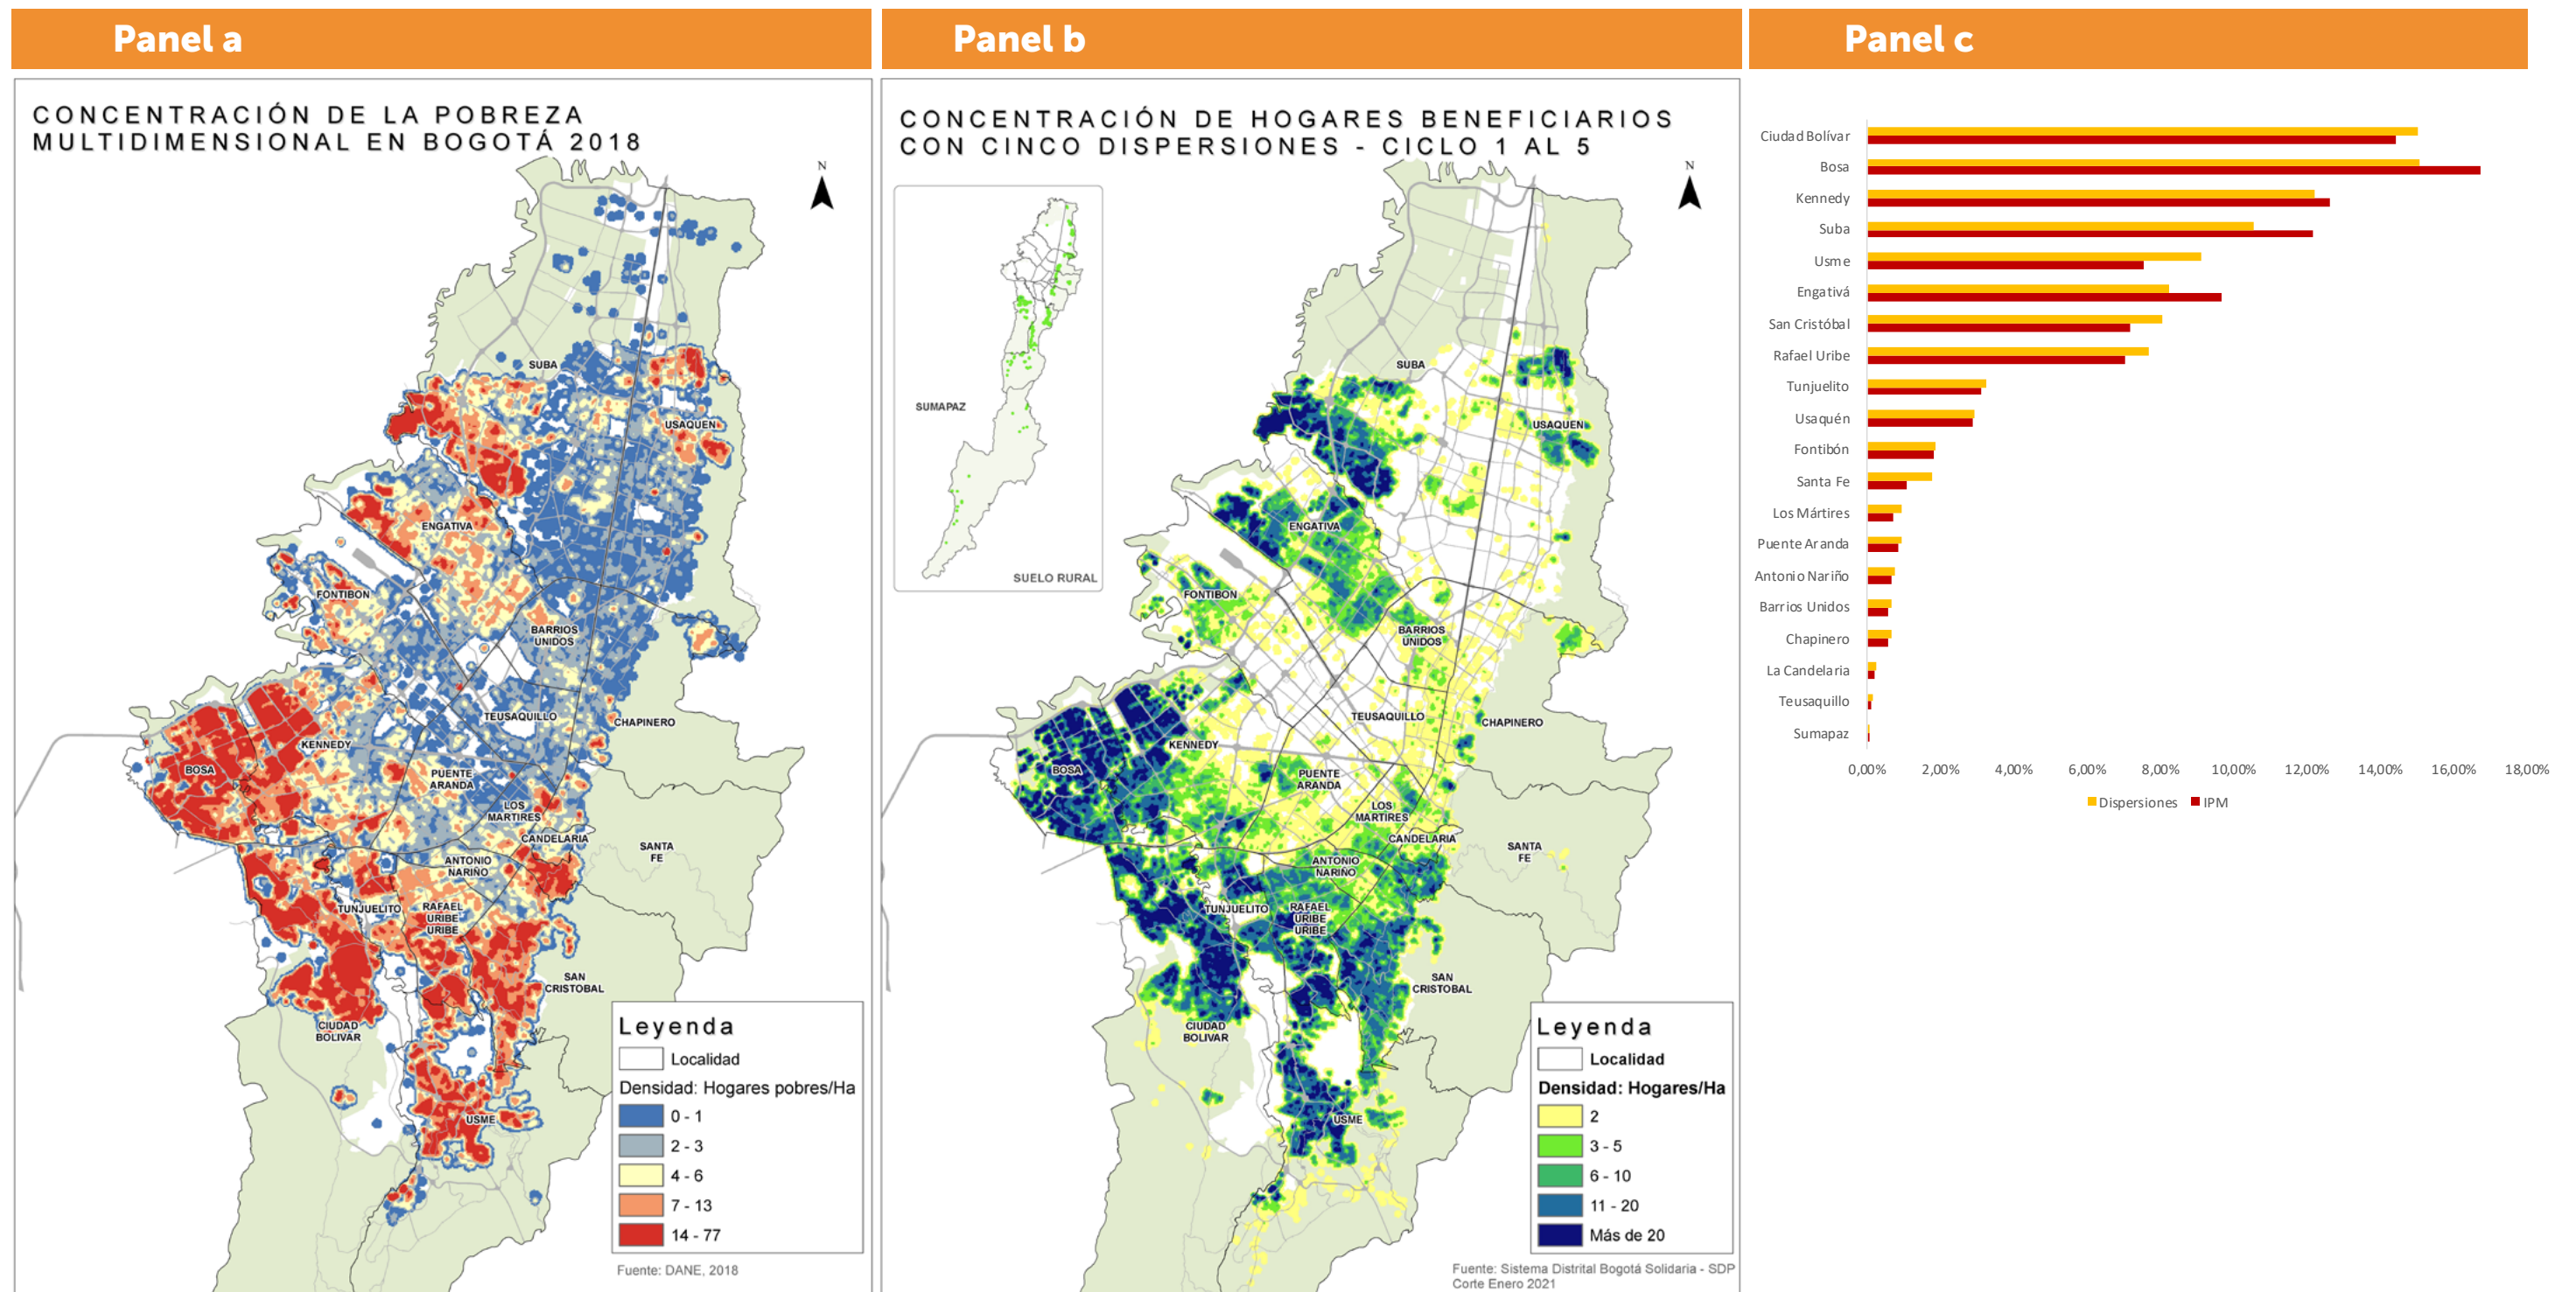 Panel a
CONCENTRACIÓN DE LA POBREZA
MULTIDIMENSIONAL EN BOGOTÁ 2018
N
SUBA
USAQUEN
ENGATIVA
FONTIBON
BARRIOS
UNIDOS
TEUSAQUILLO
CHAPINERO
KENNEDY
BOSA
PUENTE
ARANDA
LOS
MARTIRES
CANDELARIA
SANTA
FE
ANTONIO
NARIÑO
TUNJUELITO
RAFAEL
URIBE
URIBE
SAN
CRISTOBAL
CIUDAD
BOLIVAR
USME
Leyenda
Localidad
Densidad: Hogares pobres/Ha
0 - 1
2 - 3
4 - 6
7 - 13
14 - 77
Fuente: DANE, 2018
Panel b
CONCENTRACIÓN DE HOGARES BENEFICIARIOS
CON CINCO DISPERSIONES - CICLO 1 AL 5
N
SUMAPAZ
SUELO RURAL
SUBA
USAQUEN
ENGATIVA
FONTIBON
BARRIOS
UNIDOS
TEUSAQUILLO
CHAPINERO
KENNEDY
BOSA
PUENTE
ARANDA
LOS
MARTIRES
CANDELARIA
SANTA
FE
ANTONIO
NARIÑO
TUNJUELITO
RAFAEL
URIBE
URIBE
SAN
CRISTOBAL
CIUDAD
BOLIVAR
USME
Leyenda
Localidad
Densidad: Hogares/Ha
2
3 - 5
6 - 10
11 - 20
Más de 20
Fuente: Sistema Distrital Bogotá Solidaria - SDP
Corte Enero 2021
Panel c
Ciudad Bolívar
Bosa
Kennedy
Suba
Usme
Engativá
San Cristóbal
Rafael Uribe
Tunjuelito
Usaquén
Fontibón
Santa Fe
Los Mártires
Puente Aranda
Antonio Nariño
Barrios Unidos
Chapinero
La Candelaria
Teusaquillo
Sumapaz
0,00% 2,00% 4,00% 6,00% 8,00% 10,00% 12,00% 14,00% 16,00% 18,00%
Dispersiones IPM